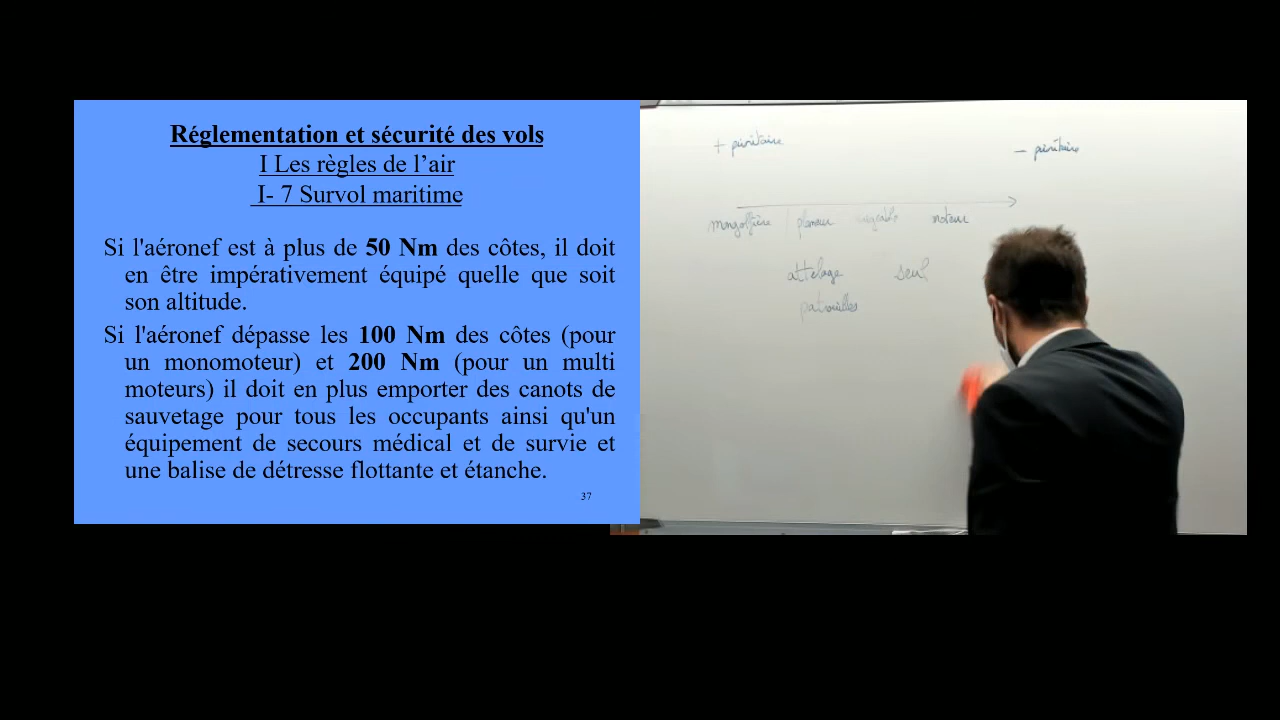 Réglementation et sécurité des vols
I Les règles de l’air
I- 7 Survol maritime
Si l'aéronef est à plus de 50 Nm des côtes, il doit
en être impérativement équipé quelle que soit
son altitude.
Si l'aéronef dépasse les 100 Nm des côtes (pour
un monomoteur) et 200 Nm (pour un multi
moteurs) il doit en plus emporter des canots de
sauvetage pour tous les occupants ainsi qu'un
équipement de secours médical et de survie et
une balise de détresse flottante et étanche.
37
+ prioritaire
- prioritaire
mongolfière / planeur moteur
attelage seul
patrouilles